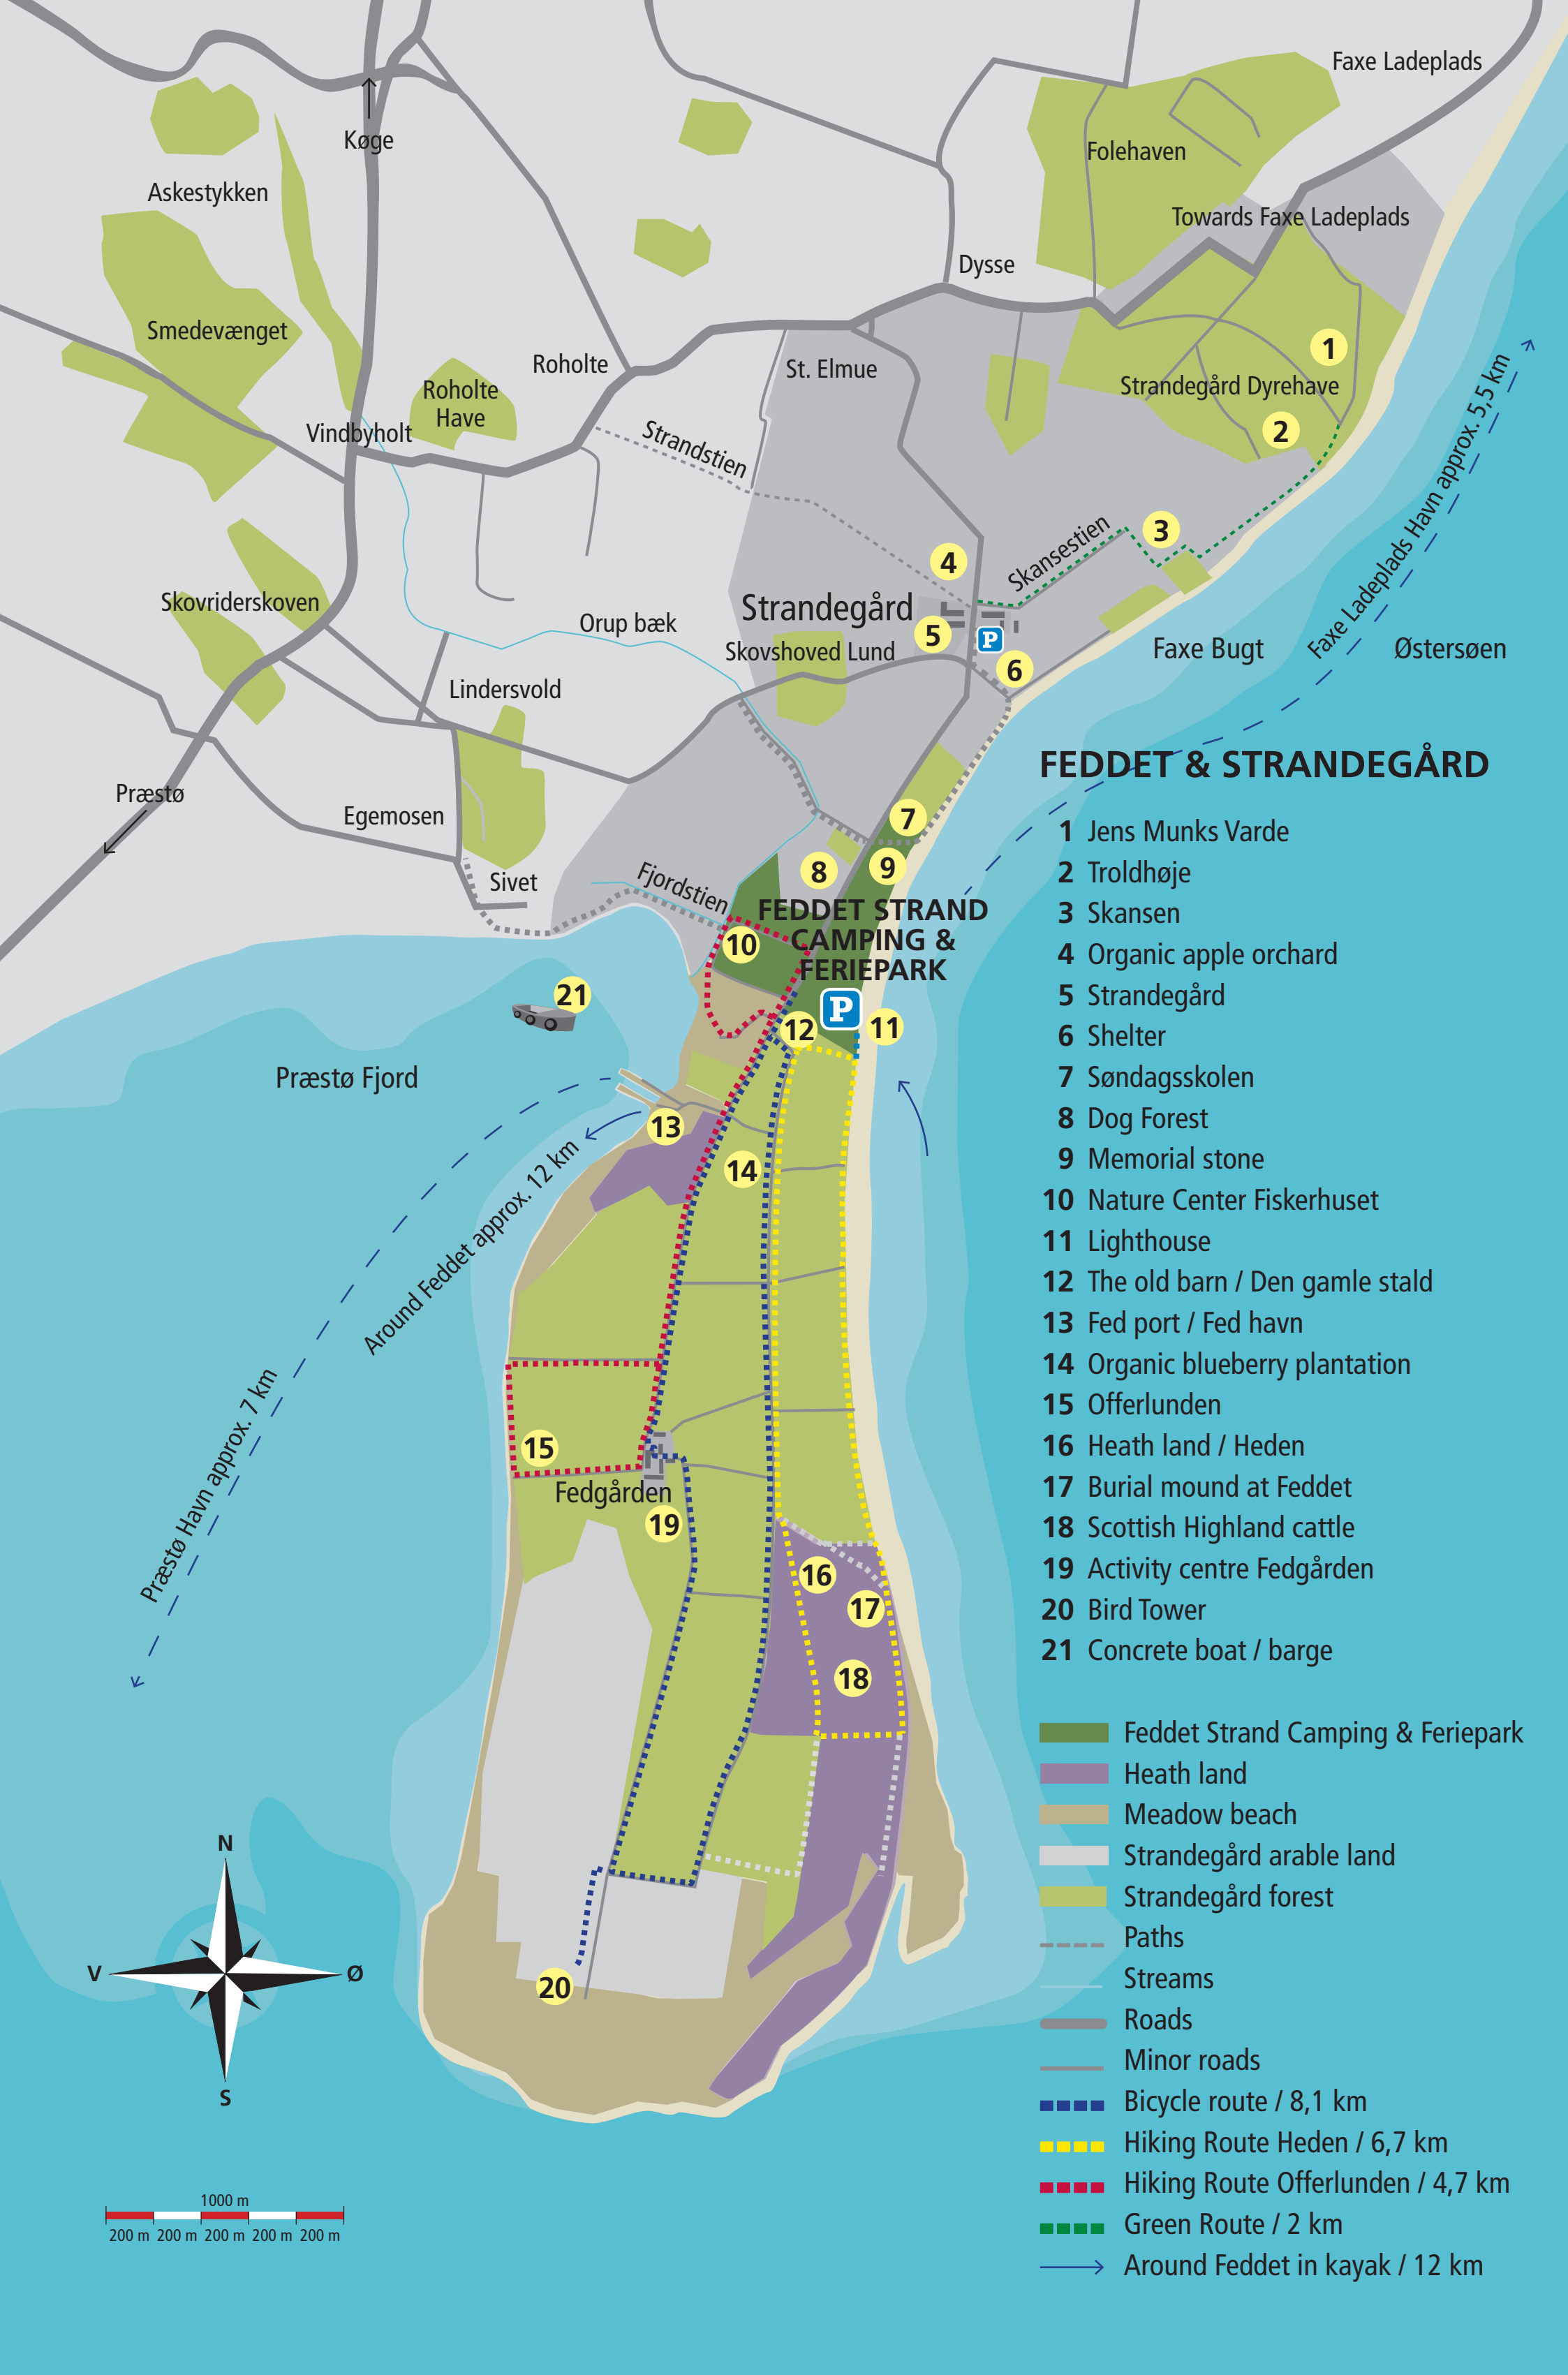 Faxe Ladeplads
Køge
Folehaven
Askestykken
Towards Faxe Ladeplads
Dysse
Smedevænget
1
Roholte
St. Elmue
Strandegård Dyrehave
Roholte
Have
2
Vindbyholt
Strandstien
3
Skansestien
4
Skovriderskoven
Strandegård
Orup bæk
5
P
Skovshoved Lund
6
Faxe Bugt
Faxe Ladeplads Havn approx. 5,5 km
Østersøen
Lindersvold
Præstø
Egemosen
7
8
9
Sivet
Fjordstien
FEDDET STRAND
CAMPING &
FERIEPARK
10
21
P
12
11
Præstø Fjord
13
14
Around Feddet approx. 12 km
Præstø Havn approx. 7 km
15
Fedgården
19
16
17
18
20
N
V
Ø
S
1000 m
200 m 200 m 200 m 200 m 200 m
FEDDET & STRANDEGÅRD
1 Jens Munks Varde
2 Troldhøje
3 Skansen
4 Organic apple orchard
5 Strandegård
6 Shelter
7 Søndagsskolen
8 Dog Forest
9 Memorial stone
10 Nature Center Fiskerhuset
11 Lighthouse
12 The old barn / Den gamle stald
13 Fed port / Fed havn
14 Organic blueberry plantation
15 Offerlunden
16 Heath land / Heden
17 Burial mound at Feddet
18 Scottish Highland cattle
19 Activity centre Fedgården
20 Bird Tower
21 Concrete boat / barge
Feddet Strand Camping & Feriepark
Heath land
Meadow beach
Strandegård arable land
Strandegård forest
Paths
Streams
Roads
Minor roads
Bicycle route / 8,1 km
Hiking Route Heden / 6,7 km
Hiking Route Offerlunden / 4,7 km
Green Route / 2 km
Around Feddet in kayak / 12 km